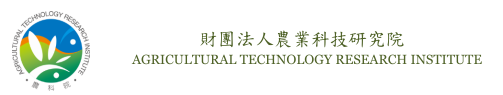 AGRICULTURAL TECHNOLOGY RESEARCH INSTITUTE
農科院
財團法人農業科技研究院
AGRICULTURAL TECHNOLOGY RESEARCH INSTITUTE